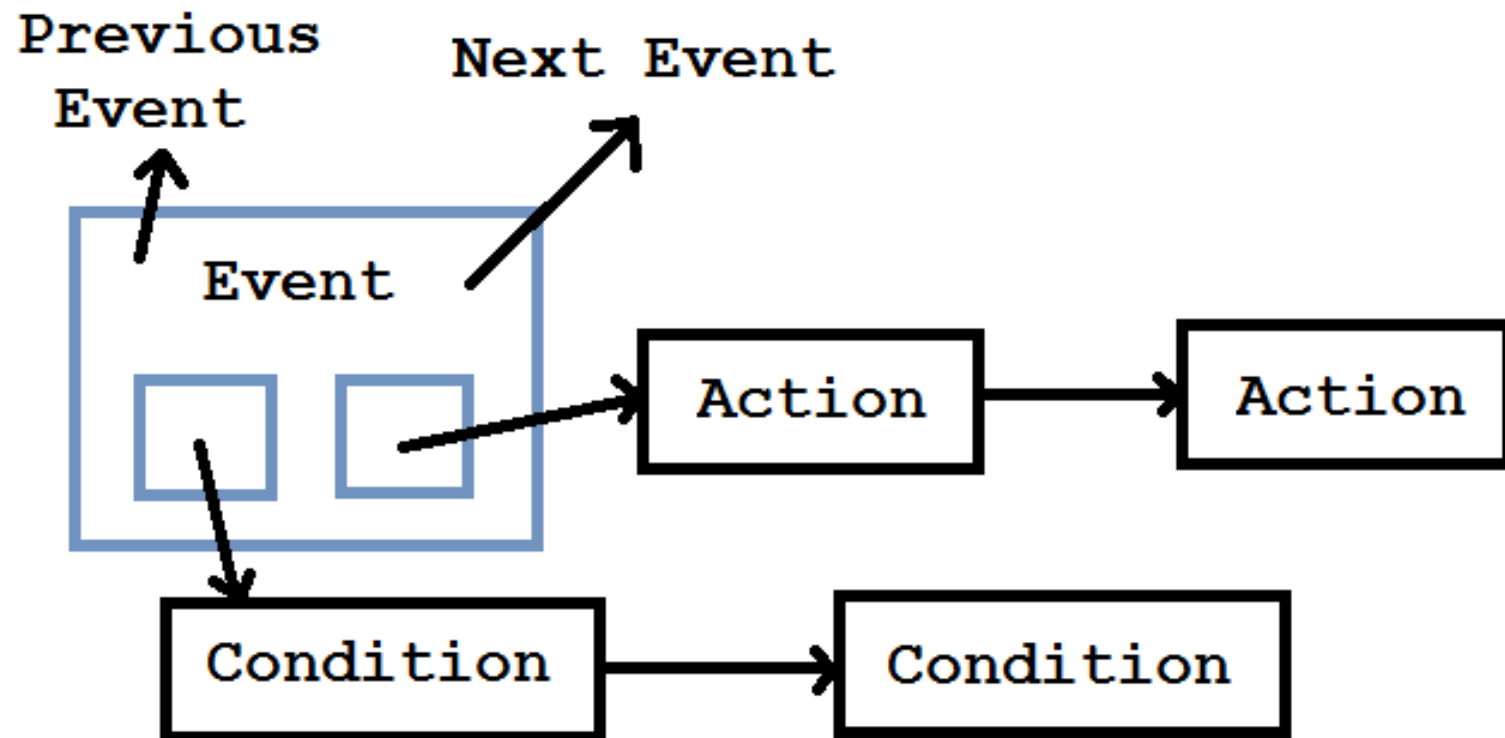 Previous
Event
Next Event
Event
Action
Action
Condition
Condition